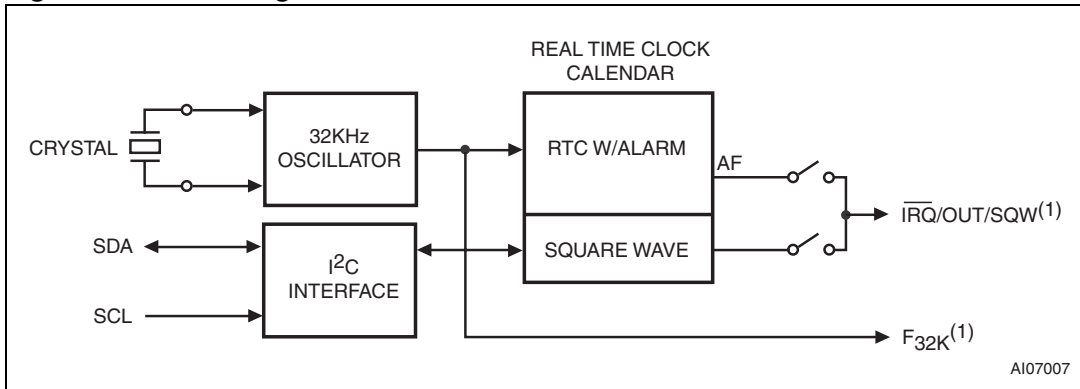 REAL TIME CLOCK
CALENDAR
CRYSTAL
32KHz
OSCILLATOR
RTC W/ALARM
AF
I̅R̅Q̅/OUT/SQW(1)
SDA
SCL
I2C
INTERFACE
SQUARE WAVE
F32K(1)
AI07007